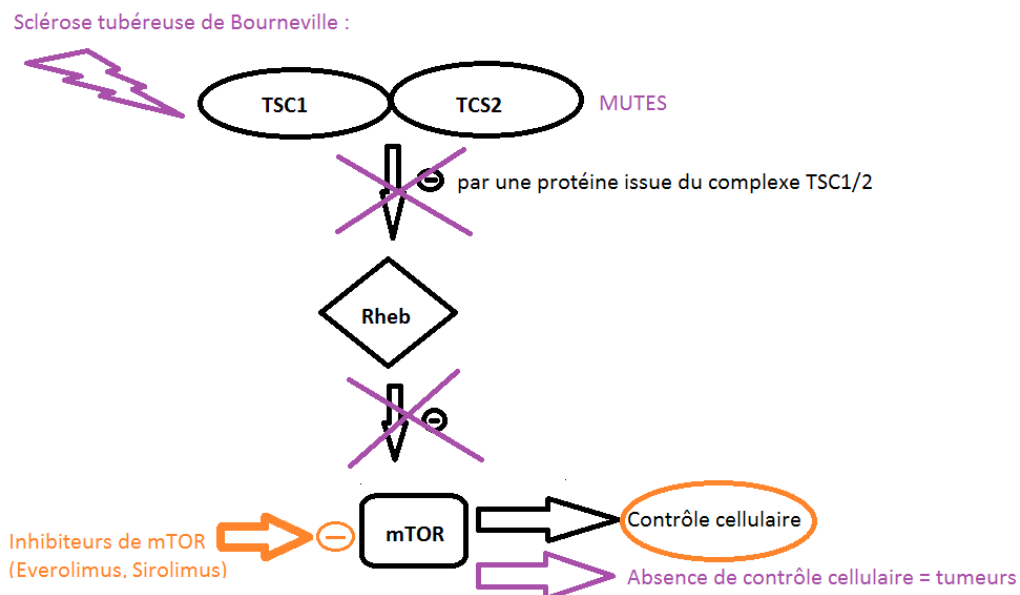 Sclérose tubéreuse de Bourneville :
TSC1
TCS2
MUTES
par une protéine issue du complexe TSC1/2
Rheb
mTOR
Contrôle cellulaire
Inhibiteurs de mTOR
(Everolimus, Sirolimus)
Absence de contrôle cellulaire = tumeurs